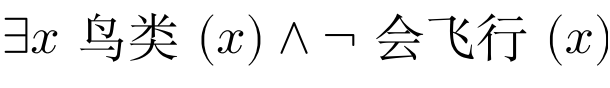 ∃x 鸟类 (x) ∧ ¬ 会飞行 (x)